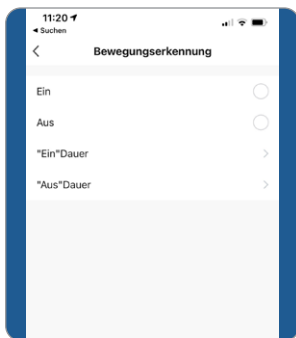 11:20
Suchen
Bewegungserkennung
Ein
Aus
"Ein"Dauer
"Aus"Dauer